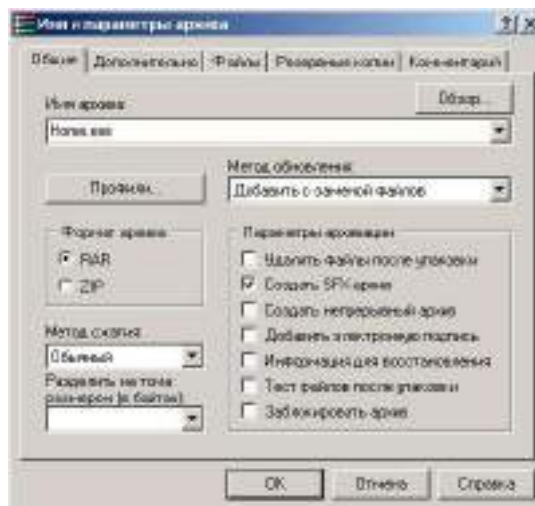 Имя и параметры архива
Общие Дополнительно Файлы Резервные копии Комментарий
Имя архива
Обзор...
Метод обновления
Профили...
Добавить с заменой файлов
Формат архива
RAR
ZIP
Параметры архивации
Удалить файлы после упаковки
Создать SFX-архив
Создать непрерывный архив
Добавить электронную подпись
Информация для восстановления
Тест файлов после упаковки
Заблокировать архив
Метод сжатия
Обычный
Разделить на тома
размером (в байтах)
OK Отмена Справка